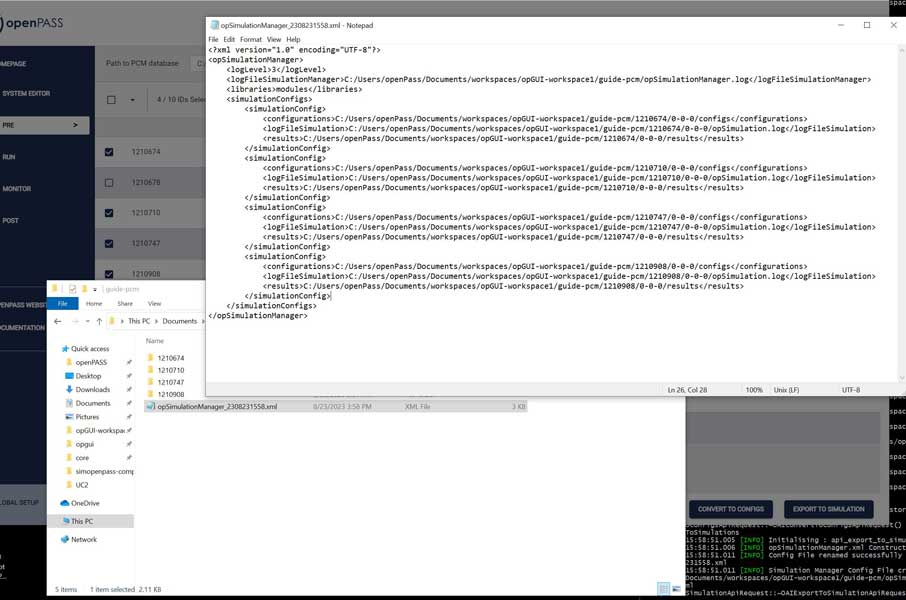 openPASS
HOMEPAGE
SYSTEM EDITOR
PRE >
RUN
MONITOR
POST
OPENPASS WEBSI
DOCUMENTATION
GLOBAL SETUP
Path to PCM database
4 / 10 IDs Selec
1210674
1210678
1210710
1210747
1210908
opSimulationManager_2308231558.xml - Notepad
File Edit Format View Help
<?xml version="1.0" encoding="UTF-8"?>
<opSimulationManager>
<logLevel>3</logLevel>
<logFileSimulationManager>C:/Users/openPass/Documents/workspaces/opGUI-workspace1/guide-pcm/opSimulationManager.log</logFileSimulationManager>
<libraries>modules</libraries>
<simulationConfigs>
<simulationConfig>
<configurations>C:/Users/openPass/Documents/workspaces/opGUI-workspace1/guide-pcm/1210674/0-0-0/configs</configurations>
<logFileSimulation>C:/Users/openPass/Documents/workspaces/opGUI-workspace1/guide-pcm/1210674/0-0-0/opSimulation.log</logFileSimulation>
<results>C:/Users/openPass/Documents/workspaces/opGUI-workspace1/guide-pcm/1210674/0-0-0/results</results>
</simulationConfig>
<simulationConfig>
<configurations>C:/Users/openPass/Documents/workspaces/opGUI-workspace1/guide-pcm/1210710/0-0-0/configs</configurations>
<logFileSimulation>C:/Users/openPass/Documents/workspaces/opGUI-workspace1/guide-pcm/1210710/0-0-0/opSimulation.log</logFileSimulation>
<results>C:/Users/openPass/Documents/workspaces/opGUI-workspace1/guide-pcm/1210710/0-0-0/results</results>
</simulationConfig>
<simulationConfig>
<configurations>C:/Users/openPass/Documents/workspaces/opGUI-workspace1/guide-pcm/1210747/0-0-0/configs</configurations>
<logFileSimulation>C:/Users/openPass/Documents/workspaces/opGUI-workspace1/guide-pcm/1210747/0-0-0/opSimulation.log</logFileSimulation>
<results>C:/Users/openPass/Documents/workspaces/opGUI-workspace1/guide-pcm/1210747/0-0-0/results</results>
</simulationConfig>
<simulationConfig>
<configurations>C:/Users/openPass/Documents/workspaces/opGUI-workspace1/guide-pcm/1210908/0-0-0/configs</configurations>
<logFileSimulation>C:/Users/openPass/Documents/workspaces/opGUI-workspace1/guide-pcm/1210908/0-0-0/opSimulation.log</logFileSimulation>
<results>C:/Users/openPass/Documents/workspaces/opGUI-workspace1/guide-pcm/1210908/0-0-0/results</results>
</simulationConfig>
</simulationConfigs>
</opSimulationManager>
Ln 26, Col 28 100% Unix (LF) UTF-8
guide-pcm
File Home Share View
This PC > Documents >
Quick access
openPASS
Desktop
Downloads
Documents
Pictures
opGUI-workspac
opgui
core
simopenpass-comp
UC2
OneDrive
This PC
Network
Name
1210674
1210710
1210747
1210908
opSimulationManager_2308231558.xml 8/23/2023 3:58 PM XML File 3 KB
5 items 1 item selected 2.11 KB
CONVERT TO CONFIGS EXPORT TO SIMULATION
ToSimulations
15:58:51.005 [INFO] Initialising : api_export_to_simu
15:58:51.006 [INFO] opSimulationManager.xml Construct
15:58:51.011 [INFO] Config File renamed successfully
231558.xml
15:58:51.011 [INFO] Simulation Manager Config File cr
Documents/workspaces/opGUI-workspace1/guide-pcm/opSim
ml
SimulationApiRequest::~OAIExportToSimulationApiReques